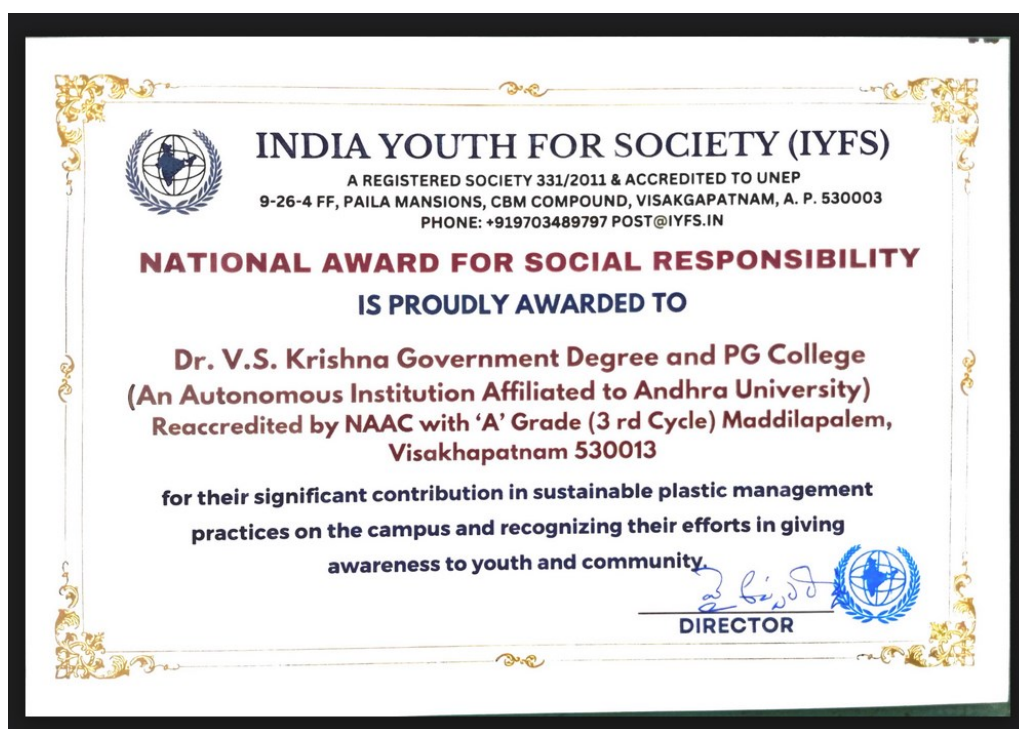 INDIA YOUTH FOR SOCIETY (IYFS)
A REGISTERED SOCIETY 331/2011 & ACCREDITED TO UNEP
9-26-4 FF, PAILA MANSIONS, CBM COMPOUND, VISAKGAPATNAM, A. P. 530003
PHONE: +919703489797 POST@IYFS.IN
NATIONAL AWARD FOR SOCIAL RESPONSIBILITY
IS PROUDLY AWARDED TO
Dr. V.S. Krishna Government Degree and PG College
(An Autonomous Institution Affiliated to Andhra University)
Reaccredited by NAAC with ‘A’ Grade (3 rd Cycle) Maddilapalem,
Visakhapatnam 530013
for their significant contribution in sustainable plastic management
practices on the campus and recognizing their efforts in giving
awareness to youth and community.
DIRECTOR